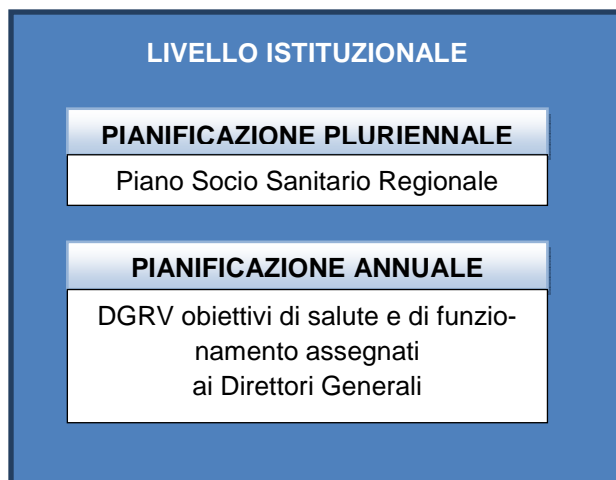 LIVELLO ISTITUZIONALE
PIANIFICAZIONE PLURIENNALE
Piano Socio Sanitario Regionale
PIANIFICAZIONE ANNUALE
DGRV obiettivi di salute e di funzio-
namento assegnati
ai Direttori Generali